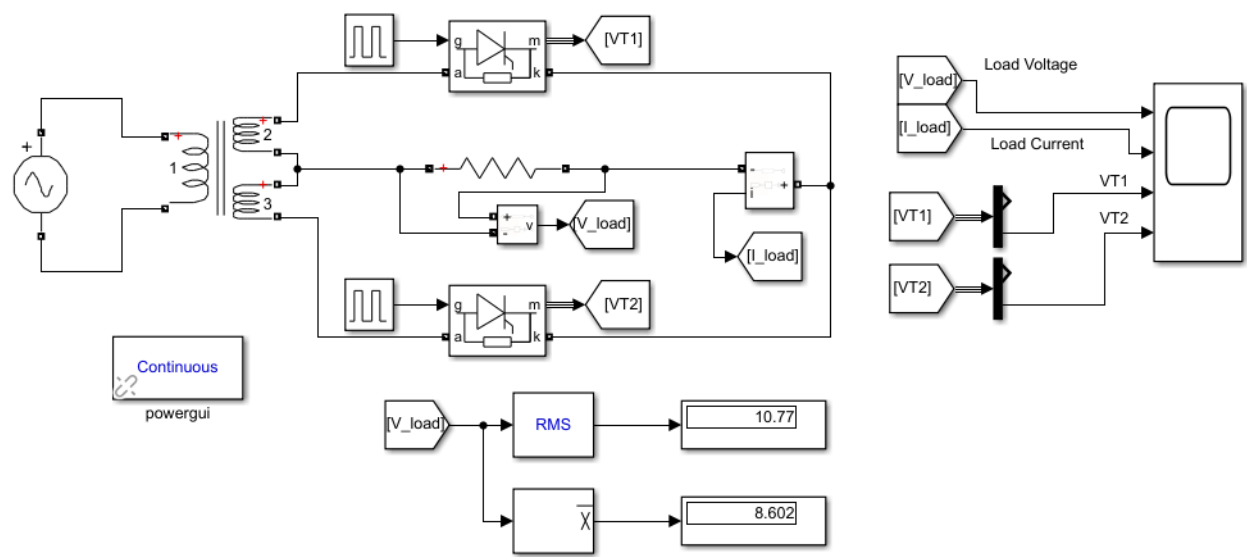 g
m
[VT1]
a
k
+
+
1
+
2
+
3
+
+
-
v
[V_load]
-
+
i
[I_load]
g
m
[VT2]
a
k
Continuous
powergui
[V_load]
RMS
10.77
X
8.602
[V_load]
Load Voltage
[I_load]
Load Current
[VT1]
VT1
[VT2]
VT2